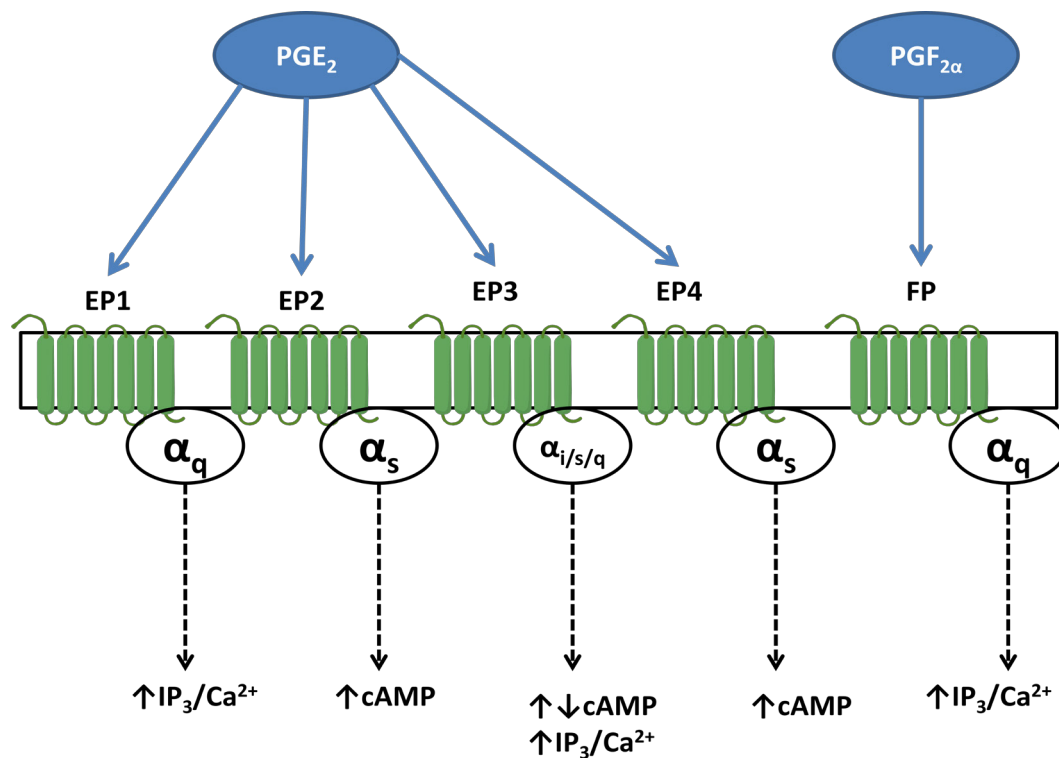 PGE₂
PGF₂α
EP1
EP2
EP3
EP4
FP
αq
αs
αi/s/q
αs
αq
↑IP₃/Ca²⁺
↑cAMP
↑↓cAMP
↑IP₃/Ca²⁺
↑cAMP
↑IP₃/Ca²⁺